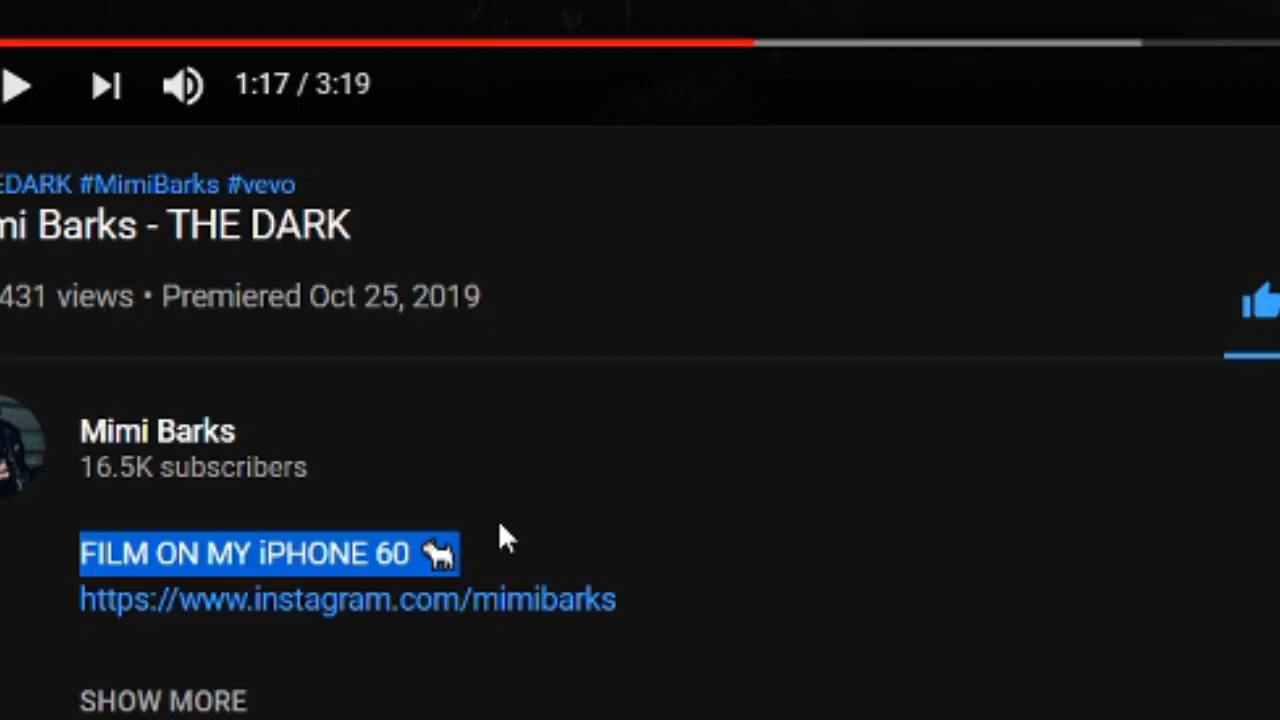 1:17 / 3:19
EDARK #MimiBarks #vevo
mi Barks - THE DARK
431 views • Premiered Oct 25, 2019
Mimi Barks
16.5K subscribers
FILM ON MY iPHONE 60 🐕
https://www.instagram.com/mimibarks
SHOW MORE